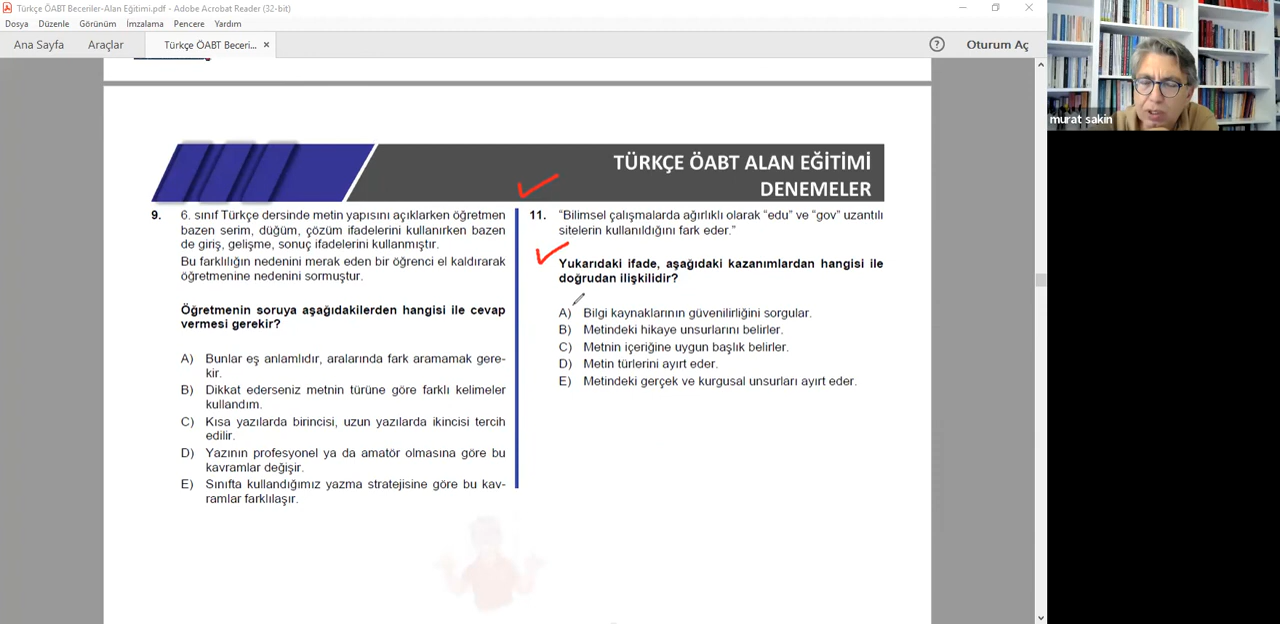 Türkçe ÖABT Beceriler-Alan Eğitimi.pdf - Adobe Acrobat Reader (32-bit)
Dosya Düzenle Görünüm İmzalama Pencere Yardım
Ana Sayfa Araçlar Türkçe ÖABT Beceri... × Oturum Aç
murat sakin
TÜRKÇE ÖABT ALAN EĞİTİMİ
DENEMELER
9. 6. sınıf Türkçe dersinde metin yapısını açıklarken öğretmen
bazen serim, düğüm, çözüm ifadelerini kullanırken bazen
de giriş, gelişme, sonuç ifadelerini kullanmıştır.
Bu farklılığın nedenini merak eden bir öğrenci el kaldırarak
öğretmenine nedenini sormuştur.
Öğretmenin soruya aşağıdakilerden hangisi ile cevap
vermesi gerekir?
A) Bunlar eş anlamlıdır, aralarında fark aramamak gere-
kir.
B) Dikkat ederseniz metnin türüne göre farklı kelimeler
kullandım.
C) Kısa yazılarda birincisi, uzun yazılarda ikincisi tercih
edilir.
D) Yazının profesyonel ya da amatör olmasına göre bu
kavramlar değişir.
E) Sınıfta kullandığımız yazma stratejisine göre bu kav-
ramlar farklılaşır.
11. “Bilimsel çalışmalarda ağırlıklı olarak “edu” ve “gov” uzantılı
sitelerin kullanıldığını fark eder.”
Yukarıdaki ifade, aşağıdaki kazanımlardan hangisi ile
doğrudan ilişkilidir?
A) Bilgi kaynaklarının güvenilirliğini sorgular.
B) Metindeki hikaye unsurlarını belirler.
C) Metnin içeriğine uygun başlık belirler.
D) Metin türlerini ayırt eder.
E) Metindeki gerçek ve kurgusal unsurları ayırt eder.